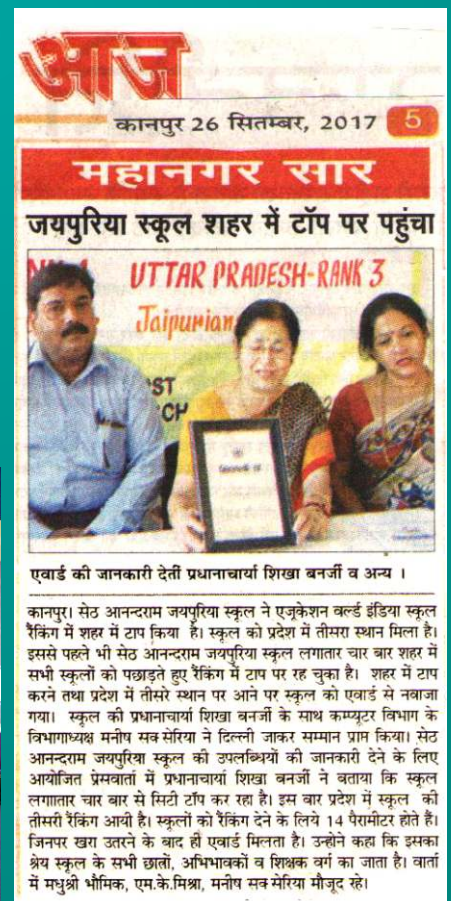 आज
कानपुर 26 सितम्बर, 2017 5
महानगर सार
जयपुरिया स्कूल शहर में टॉप पर पहुंचा
UTTAR PRADESH-RANK 3
Jaipurian
ST
CH
एवार्ड की जानकारी देतीं प्रधानाचार्या शिखा बनर्जी व अन्य ।
कानपुर। सेठ आनन्दराम जयपुरिया स्कूल ने एजूकेशन वर्ल्ड इंडिया स्कूल
रैंकिंग में शहर में टाप किया है। स्कूल को प्रदेश में तीसरा स्थान मिला है।
इससे पहले भी सेठ आनन्दराम जयपुरिया स्कूल लगातार चार बार शहर में
सभी स्कूलों को पछाड़ते हुए रैंकिंग में टाप पर रह चुका है। शहर में टाप
करने तथा प्रदेश में तीसरे स्थान पर आने पर स्कूल को एवार्ड से नवाजा
गया। स्कूल की प्रधानाचार्या शिखा बनर्जी के साथ कम्प्यूटर विभाग के
विभागाध्यक्ष मनीष सक्सेरिया ने दिल्ली जाकर सम्मान प्राप्त किया। सेठ
आनन्दराम जयपुरिया स्कूल की उपलब्धियों की जानकारी देने के लिए
आयोजित प्रेसवार्ता में प्रधानाचार्या शिखा बनर्जी ने बताया कि स्कूल
लगाातार चार बार से सिटी टॉप कर रहा है। इस वार प्रदेश में स्कूल की
तीसरी रैंकिंग आयी है। स्कूलों को रैंकिंग देने के लिये 14 पैरामीटर होते हैं।
जिनपर खरा उतरने के बाद ही एवार्ड मिलता है। उन्होने कहा कि इसका
श्रेय स्कूल के सभी छात्रों, अभिभावकों व शिक्षक वर्ग का जाता है। वार्ता
में मधुश्री भौमिक, एम.के.मिश्रा, मनीष सक्सेरिया मौजूद रहे।